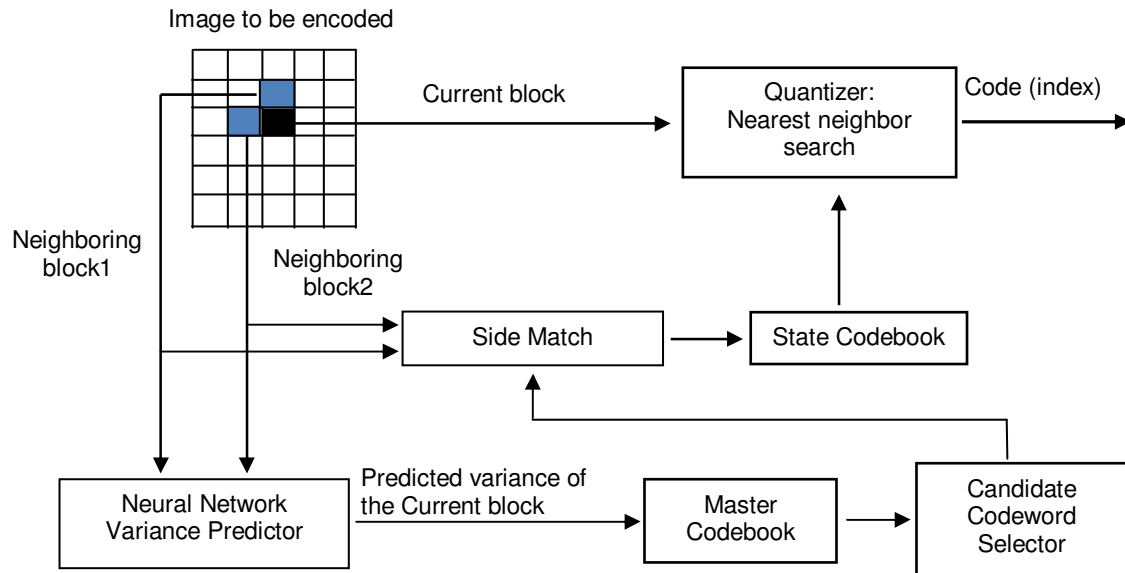 Image to be encoded
Current block
Quantizer:
Nearest neighbor
search
Code (index)
Neighboring
block1
Neighboring
block2
Side Match
State Codebook
Neural Network
Variance Predictor
Predicted variance of
the Current block
Master
Codebook
Candidate
Codeword
Selector